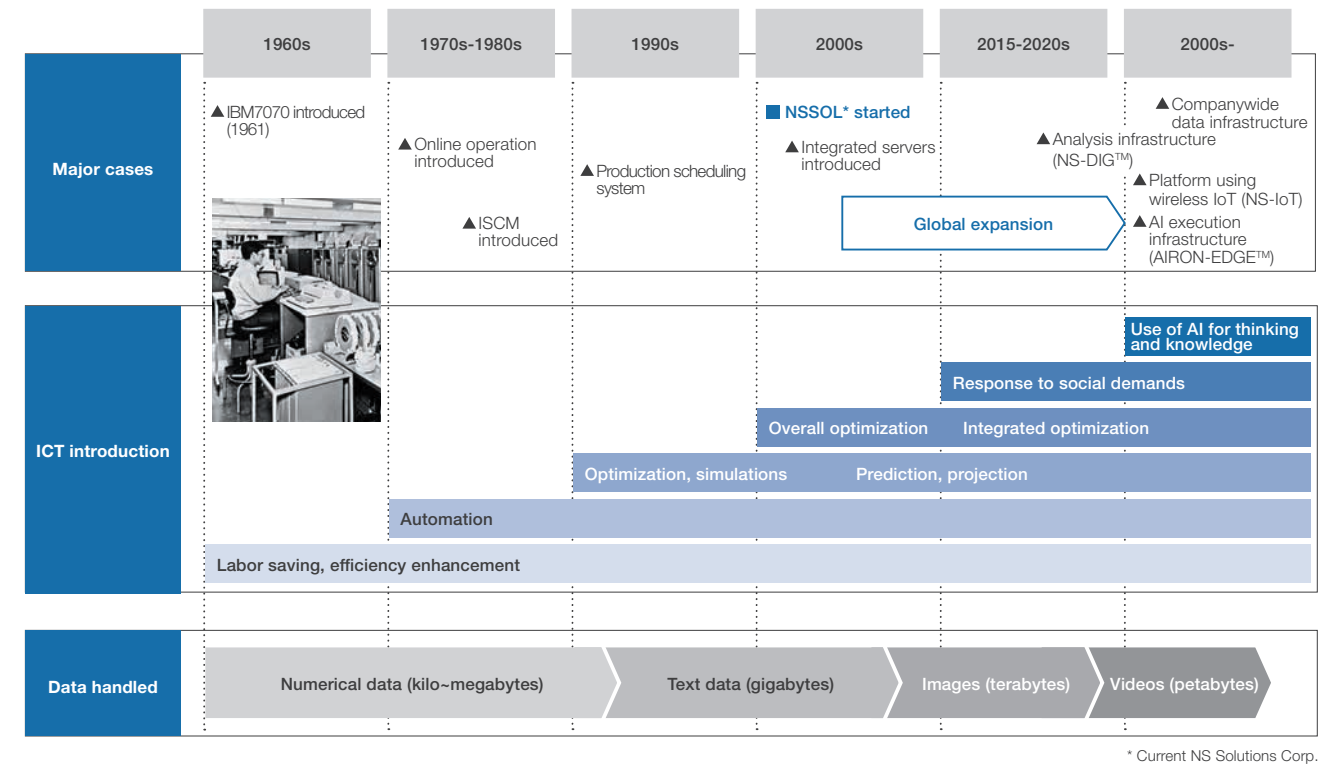 1960s
1970s-1980s
1990s
2000s
2015-2020s
2000s-
Major cases
▲IBM7070 introduced
(1961)
▲Online operation
introduced
▲ISCM
introduced
▲Production scheduling
system
■ NSSOL* started
▲Integrated servers
introduced
Global expansion
▲Companywide
data infrastructure
▲Analysis infrastructure
(NS-DIG™)
▲Platform using
wireless IoT (NS-IoT)
▲AI execution
infrastructure
(AIRON-EDGE™)
ICT introduction
Use of AI for thinking
and knowledge
Response to social demands
Overall optimization Integrated optimization
Optimization, simulations Prediction, projection
Automation
Labor saving, efficiency enhancement
Data handled
Numerical data (kilo~megabytes)
Text data (gigabytes)
Images (terabytes)
Videos (petabytes)
* Current NS Solutions Corp.